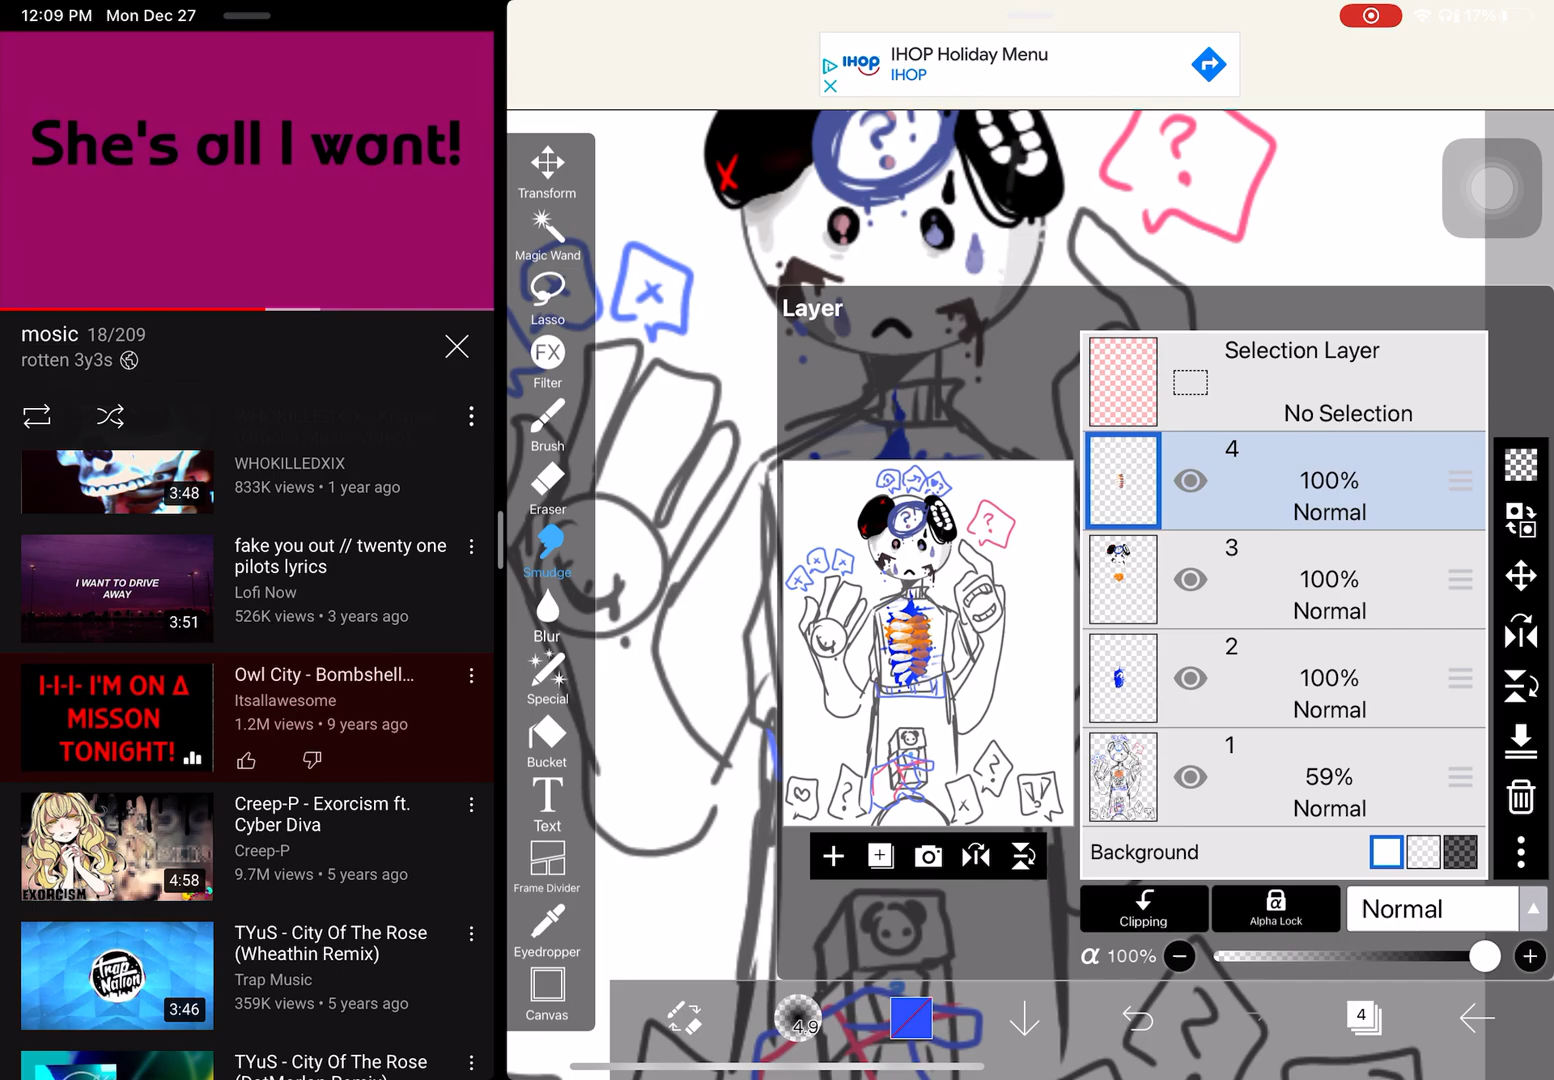 12:09 PM Mon Dec 27
17%
She's all I want!
mosic 18/209
rotten 3y3s
WHOKILLEDXIX
833K views • 1 year ago
3:48
fake you out // twenty one
pilots lyrics
Lofi Now
526K views • 3 years ago
I WANT TO DRIVE
AWAY
3:51
Owl City - Bombshell...
Itsallawesome
1.2M views • 9 years ago
I-I-I- I'M ON A
MISSON
TONIGHT!
Creep-P - Exorcism ft.
Cyber Diva
Creep-P
9.7M views • 5 years ago
EXORCISM
4:58
TYuS - City Of The Rose
(Wheathin Remix)
Trap Music
359K views • 5 years ago
Trap
Nation
3:46
TYuS - City Of The Rose
IHOP
IHOP Holiday Menu
IHOP
Transform
Magic Wand
Lasso
FX
Filter
Brush
Eraser
Smudge
Blur
Special
Bucket
T
Text
Frame Divider
Eyedropper
Canvas
?
?
X
x
Layer
Selection Layer
No Selection
4
100%
Normal
3
100%
Normal
2
100%
Normal
1
59%
Normal
Background
Clipping
α
Alpha Lock
Normal
α 100%
4.9
4